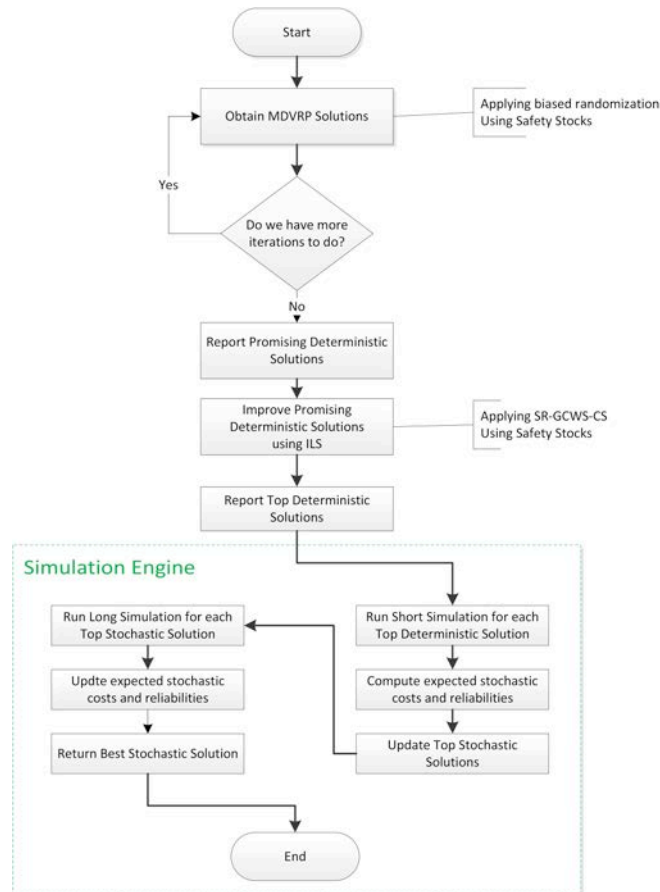 Start
Obtain MDVRP Solutions
Applying biased randomization
Using Safety Stocks
Yes
Do we have more
iterations to do?
No
Report Promising Deterministic
Solutions
Improve Promising
Deterministic Solutions
using ILS
Applying SR-GCWS-CS
Using Safety Stocks
Report Top Deterministic
Solutions
Simulation Engine
Run Short Simulation for each
Top Deterministic Solution
Compute expected stochastic
costs and reliabilities
Update Top Stochastic
Solutions
Run Long Simulation for each
Top Stochastic Solution
Updte expected stochastic
costs and reliabilities
Return Best Stochastic Solution
End